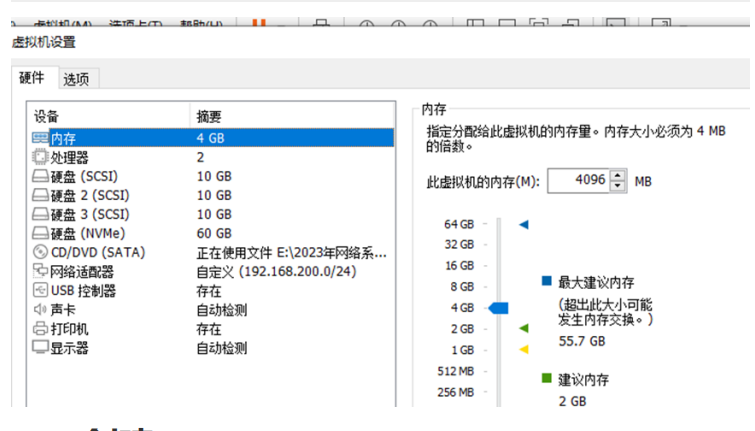 虚拟机(M) 选项卡(T) 帮助(H)
虚拟机设置
硬件 选项
设备 摘要
内存 4 GB
处理器 2
硬盘 (SCSI) 10 GB
硬盘 2 (SCSI) 10 GB
硬盘 3 (SCSI) 10 GB
硬盘 (NVMe) 60 GB
CD/DVD (SATA) 正在使用文件 E:\2023年网络系...
网络适配器 自定义 (192.168.200.0/24)
USB 控制器 存在
声卡 自动检测
打印机 存在
显示器 自动检测
内存
指定分配给此虚拟机的内存量。内存大小必须为 4 MB
的倍数。
此虚拟机的内存(M): 4096 MB
64 GB
32 GB
16 GB
8 GB
4 GB
2 GB
1 GB
512 MB
256 MB
最大建议内存
(超出此大小可能
发生内存交换。)
55.7 GB
建议内存
2 GB